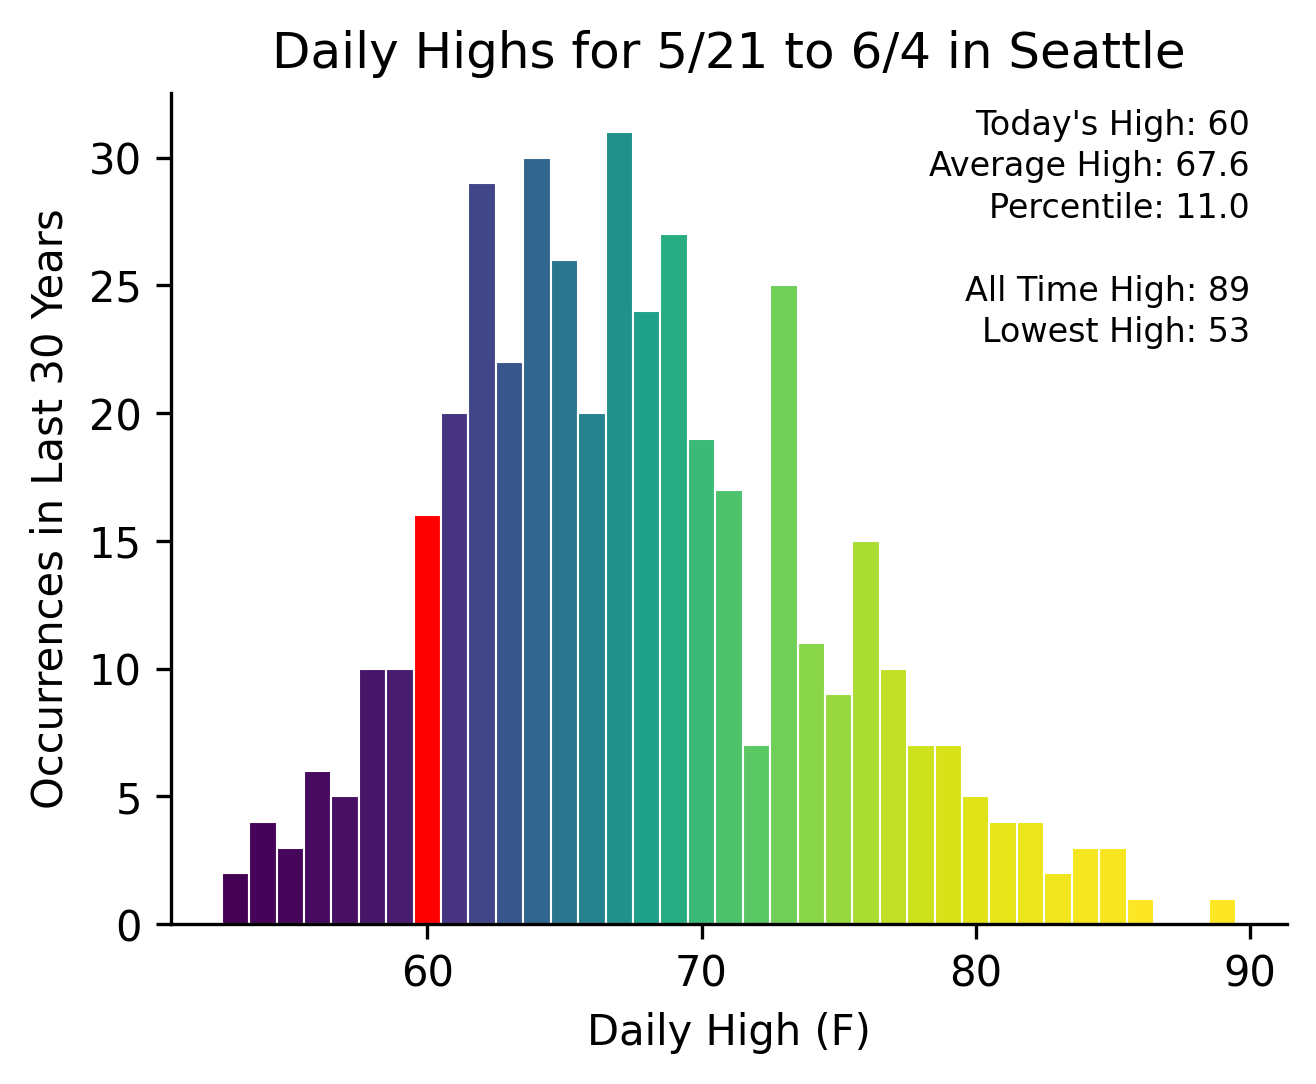 Daily Highs for 5/21 to 6/4 in Seattle
Today's High: 60
Average High: 67.6
Percentile: 11.0
All Time High: 89
Lowest High: 53
Occurrences in Last 30 Years
30
25
20
15
10
5
0
60 70 80 90
Daily High (F)